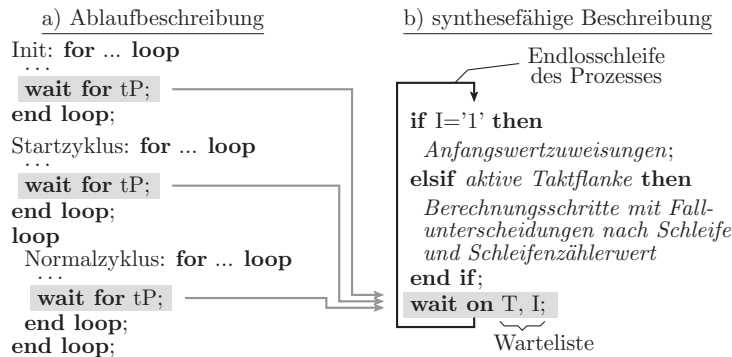 a) Ablaufbeschreibung
Init: for ... loop
...
wait for tP;
end loop;
Startzyklus: for ... loop
...
wait for tP;
end loop;
loop
Normalzyklus: for ... loop
...
wait for tP;
end loop;
end loop;
b) synthesefähige Beschreibung
Endlosschleife
des Prozesses
if I='1' then
Anfangswertzuweisungen;
elsif aktive Taktflanke then
Berechnungsschritte mit Fall-
unterscheidungen nach Schleife
und Schleifenzählerwert
end if;
wait on T, I;
Warteliste